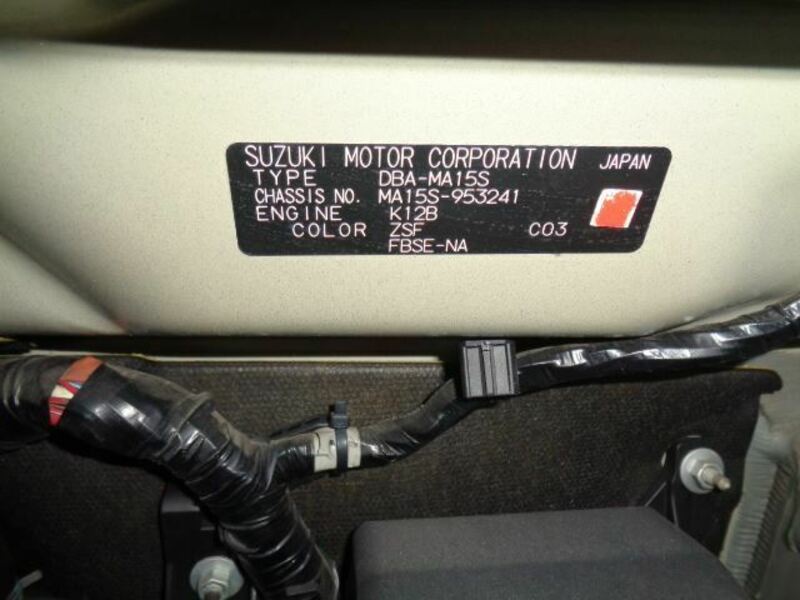 SUZUKI MOTOR CORPORATION JAPAN
TYPE DBA-MA15S
CHASSIS NO. MA15S-953241
ENGINE K12B
COLOR ZSF C03
FBSE-NA